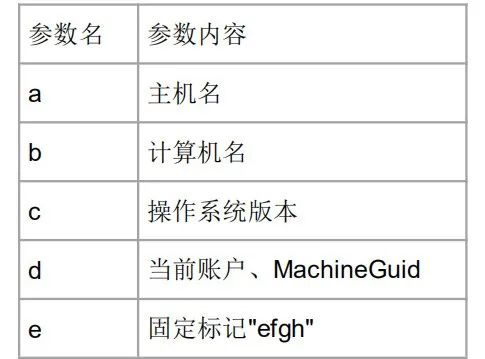 参数名 参数内容
a 主机名
b 计算机名
c 操作系统版本
d 当前账户、MachineGuid
e 固定标记"efgh"